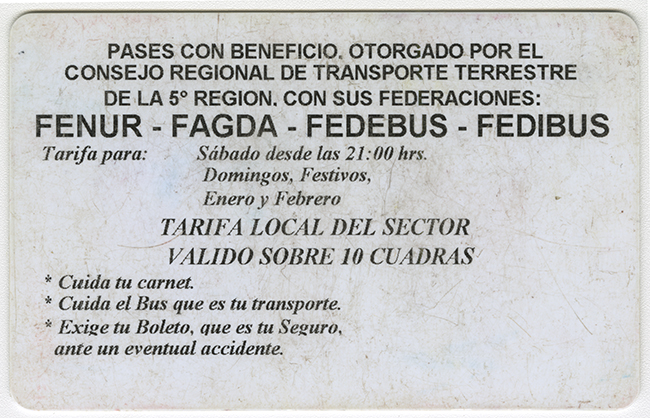 PASES CON BENEFICIO. OTORGADO POR EL
CONSEJO REGIONAL DE TRANSPORTE TERRESTRE
DE LA 5º REGION. CON SUS FEDERACIONES:
FENUR - FAGDA - FEDEBUS - FEDIBUS
Tarifa para: Sábado desde las 21:00 hrs.
Domingos, Festivos,
Enero y Febrero
TARIFA LOCAL DEL SECTOR
VALIDO SOBRE 10 CUADRAS
* Cuida tu carnet.
* Cuida el Bus que es tu transporte.
* Exige tu Boleto, que es tu Seguro,
ante un eventual accidente.